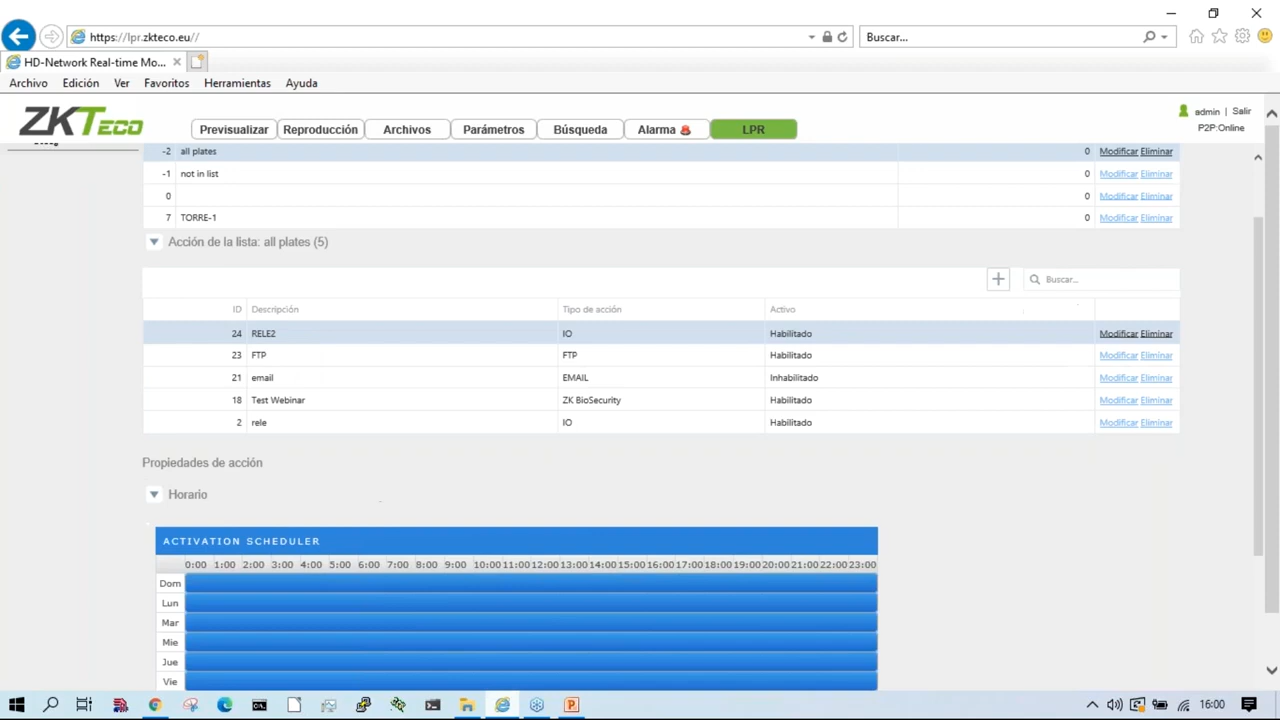 https://lpr.zkteco.eu//
Buscar...
HD-Network Real-time Mo...
Archivo Edición Ver Favoritos Herramientas Ayuda
ZKTeco
Previsualizar Reproducción Archivos Parámetros Búsqueda Alarma LPR
admin | Salir
P2P:Online
-2 all plates 0 Modificar Eliminar
-1 not in list 0 Modificar Eliminar
0 0 Modificar Eliminar
7 TORRE-1 0 Modificar Eliminar
Acción de la lista: all plates (5)
Buscar...
ID Descripción Tipo de acción Activo
24 RELE2 IO Habilitado Modificar Eliminar
23 FTP FTP Habilitado Modificar Eliminar
21 email EMAIL Inhabilitado Modificar Eliminar
18 Test Webinar ZK BioSecurity Habilitado Modificar Eliminar
2 rele IO Habilitado Modificar Eliminar
Propiedades de acción
Horario
ACTIVATION SCHEDULER
0:00 1:00 2:00 3:00 4:00 5:00 6:00 7:00 8:00 9:00 10:00 11:00 12:00 13:00 14:00 15:00 16:00 17:00 18:00 19:00 20:00 21:00 22:00 23:00
Dom
Lun
Mar
Mie
Jue
Vie
16:00